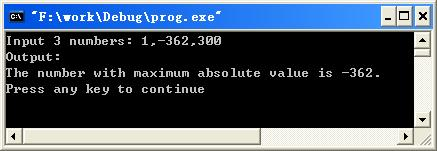 "F:\work\Debug\prog.exe"
Input 3 numbers: 1,-362,300
Output:
The number with maximum absolute value is -362.
Press any key to continue